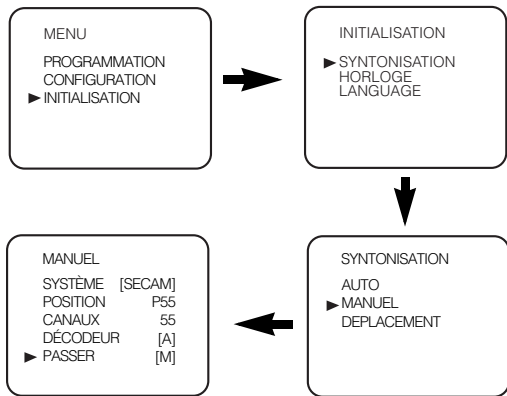 MENU
PROGRAMMATION
CONFIGURATION
INITIALISATION
INITIALISATION
SYNTONISATION
HORLOGE
LANGUAGE
SYNTONISATION
AUTO
MANUEL
DEPLACEMENT
MANUEL
SYSTÈME [SECAM]
POSITION P55
CANAUX 55
DÉCODEUR [A]
PASSER [M]